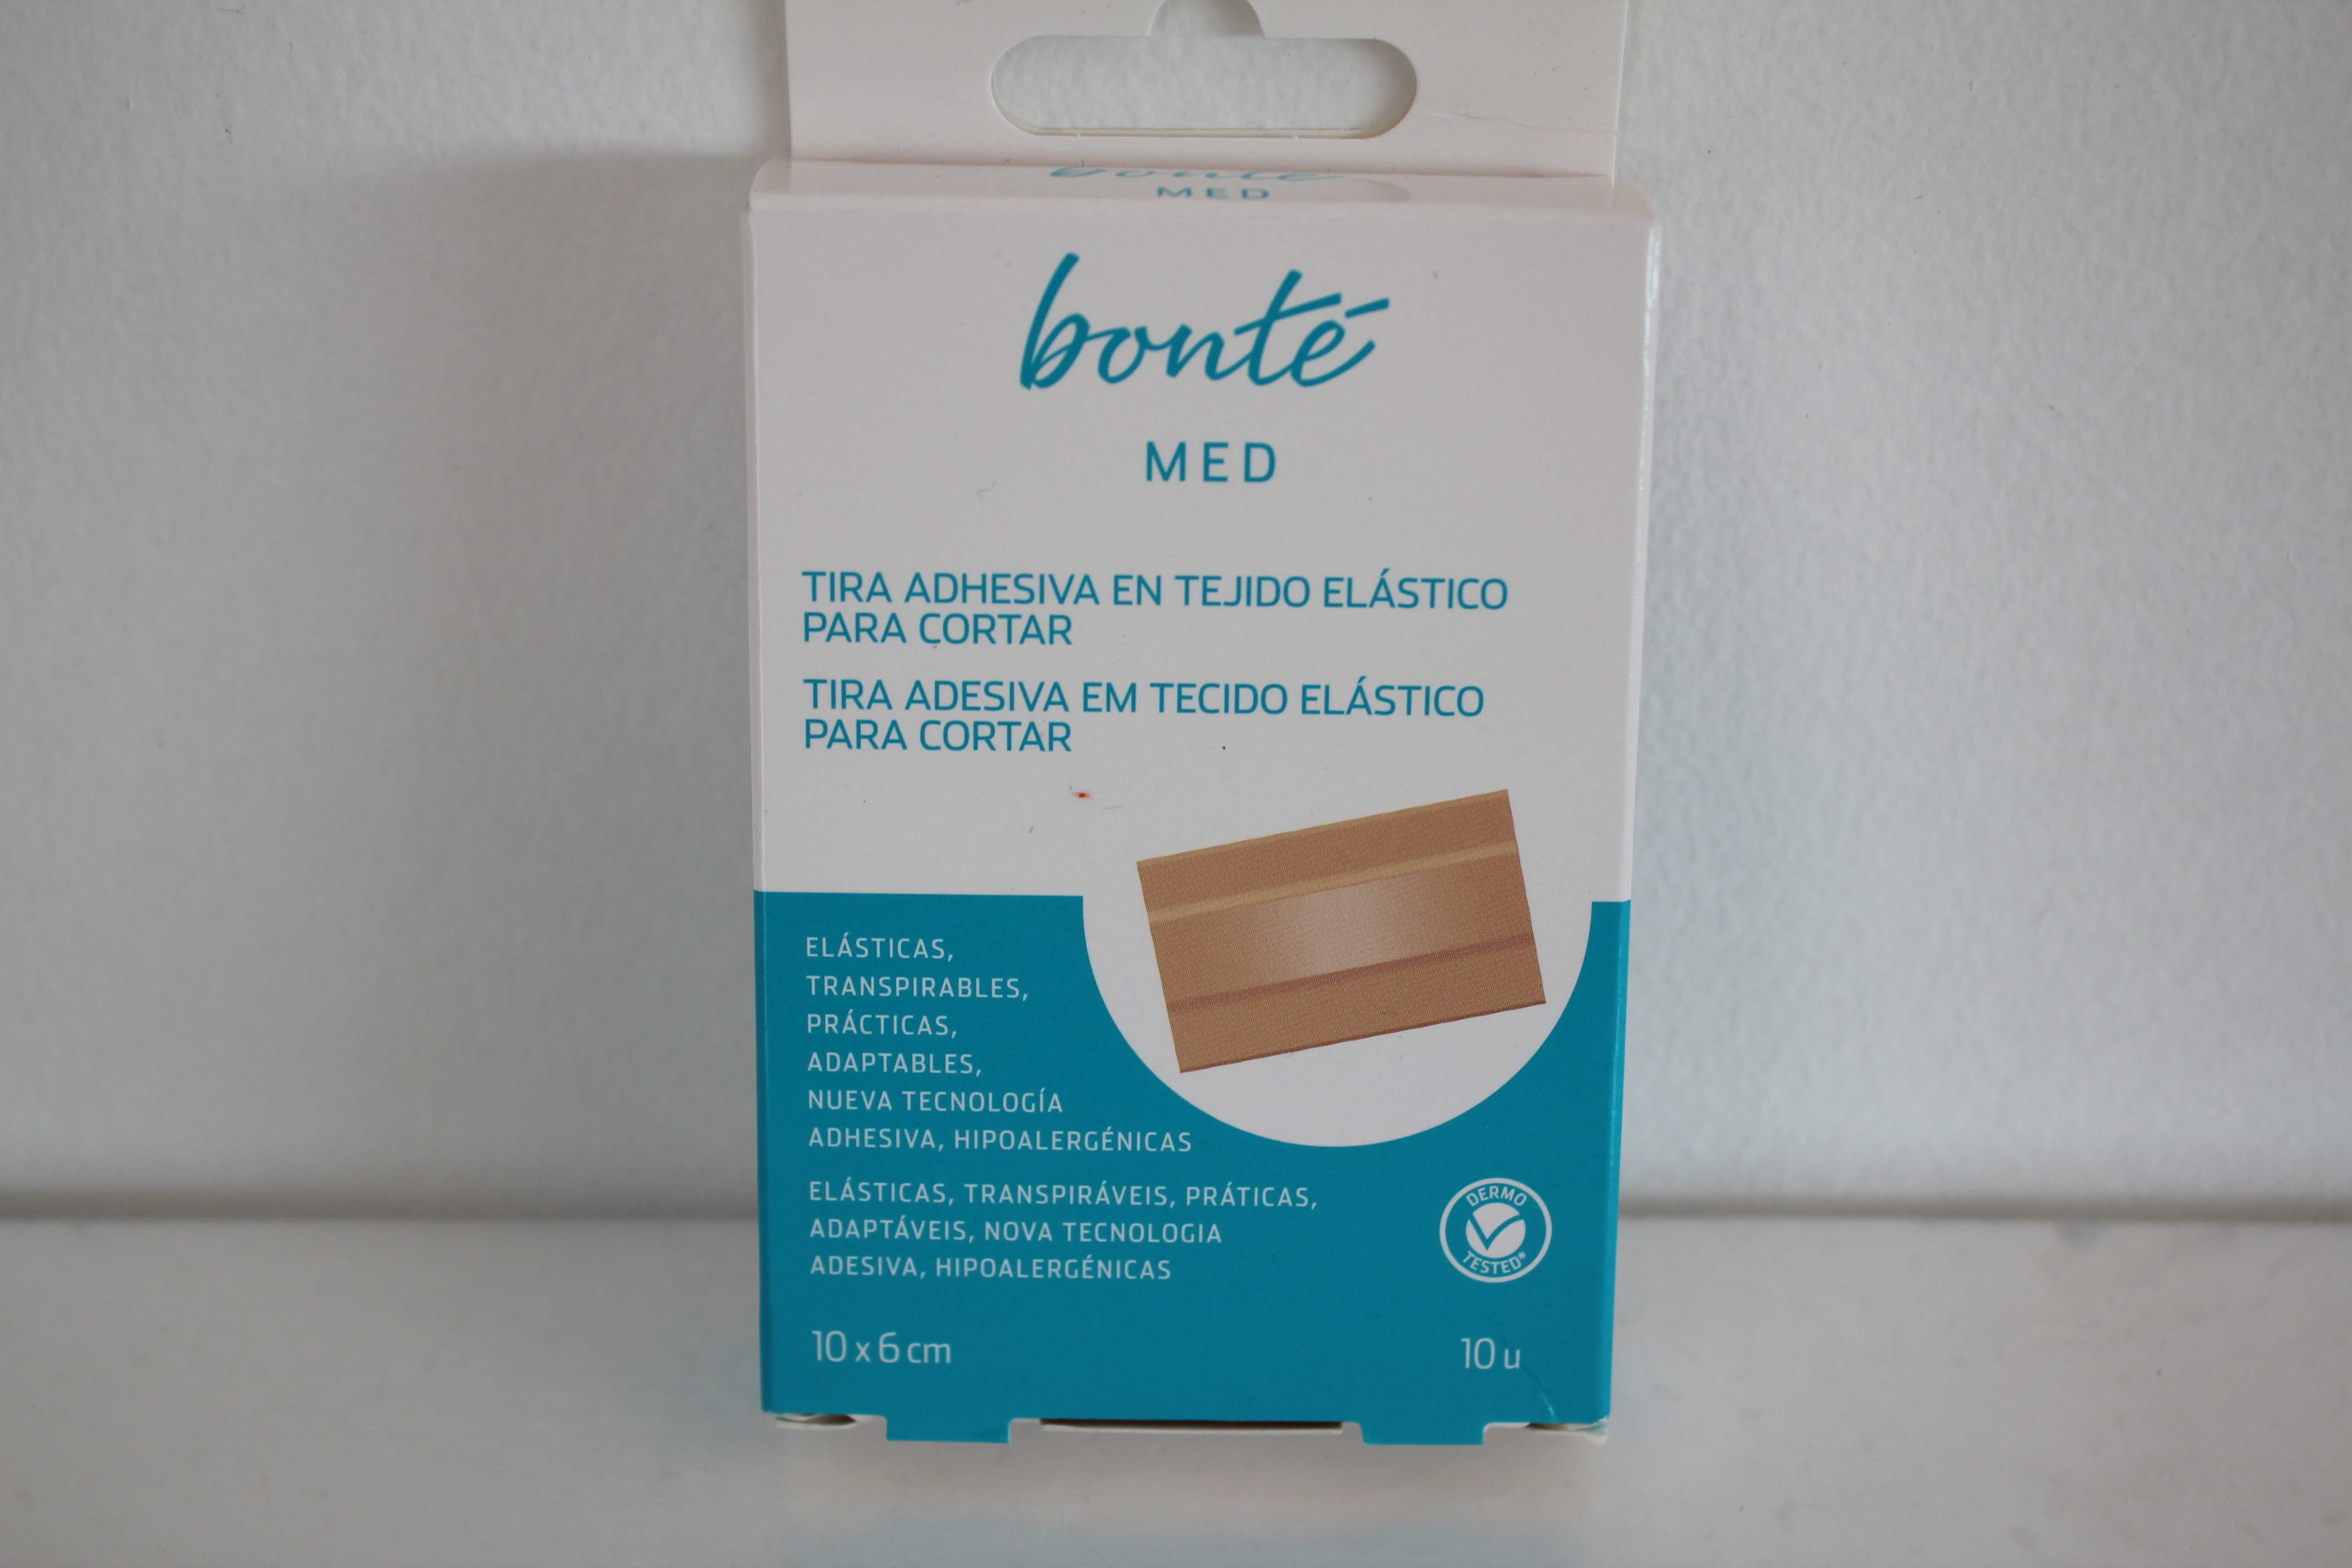 bonté
MED
bonté
MED
TIRA ADHESIVA EN TEJIDO ELÁSTICO
PARA CORTAR
TIRA ADESIVA EM TECIDO ELÁSTICO
PARA CORTAR
ELÁSTICAS,
TRANSPIRABLES,
PRÁCTICAS,
ADAPTABLES,
NUEVA TECNOLOGÍA
ADHESIVA, HIPOALERGÉNICAS
ELÁSTICAS, TRANSPIRÁVEIS, PRÁTICAS,
ADAPTÁVEIS, NOVA TECNOLOGIA
ADESIVA, HIPOALERGÉNICAS
DERMO
TESTED*
10 x 6 cm
10 u